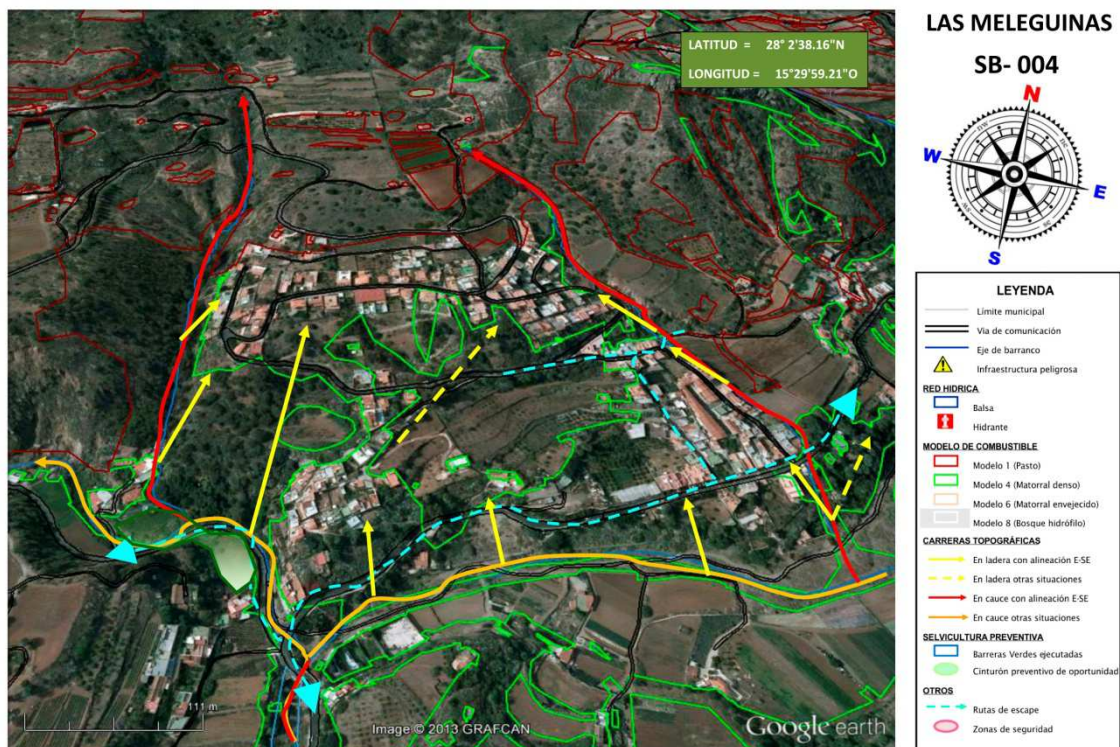 LAS MELEGUINAS
SB- 004
LATITUD = 28° 2'38.16"N
LONGITUD = 15°29'59.21"O
N
W
E
S
LEYENDA
Límite municipal
Via de comunicación
Eje de barranco
Infraestructura peligrosa
RED HIDRICA
Balsa
Hidrante
MODELO DE COMBUSTIBLE
Modelo 1 (Pasto)
Modelo 4 (Matorral denso)
Modelo 6 (Matorral envejecido)
Modelo 8 (Bosque hidrófilo)
CARRERAS TOPOGRÁFICAS
En ladera con alineación E-SE
En ladera otras situaciones
En cauce con alineación E-SE
En cauce otras situaciones
SELVICULTURA PREVENTIVA
Barreras Verdes ejecutadas
Cinturón preventivo de oportunidad
OTROS
Rutas de escape
Zonas de seguridad
111 m
Image © 2013 GRAFCAN
Google earth